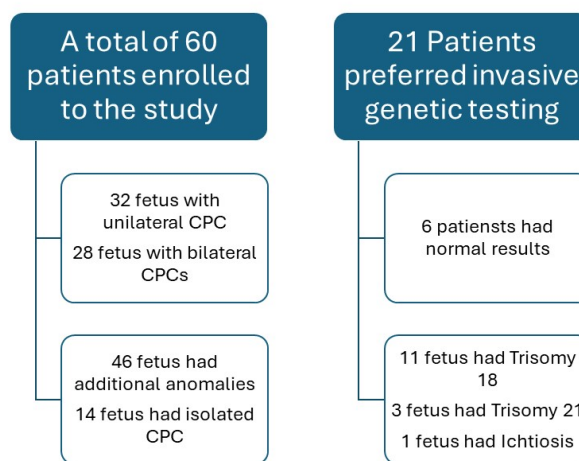 A total of 60
patients enrolled
to the study
32 fetus with
unilateral CPC
28 fetus with bilateral
CPCs
46 fetus had
additional anomalies
14 fetus had isolated
CPC
21 Patients
preferred invasive
genetic testing
6 patiensts had
normal results
11 fetus had Trisomy
18
3 fetus had Trisomy 21
1 fetus had Ichtiosis